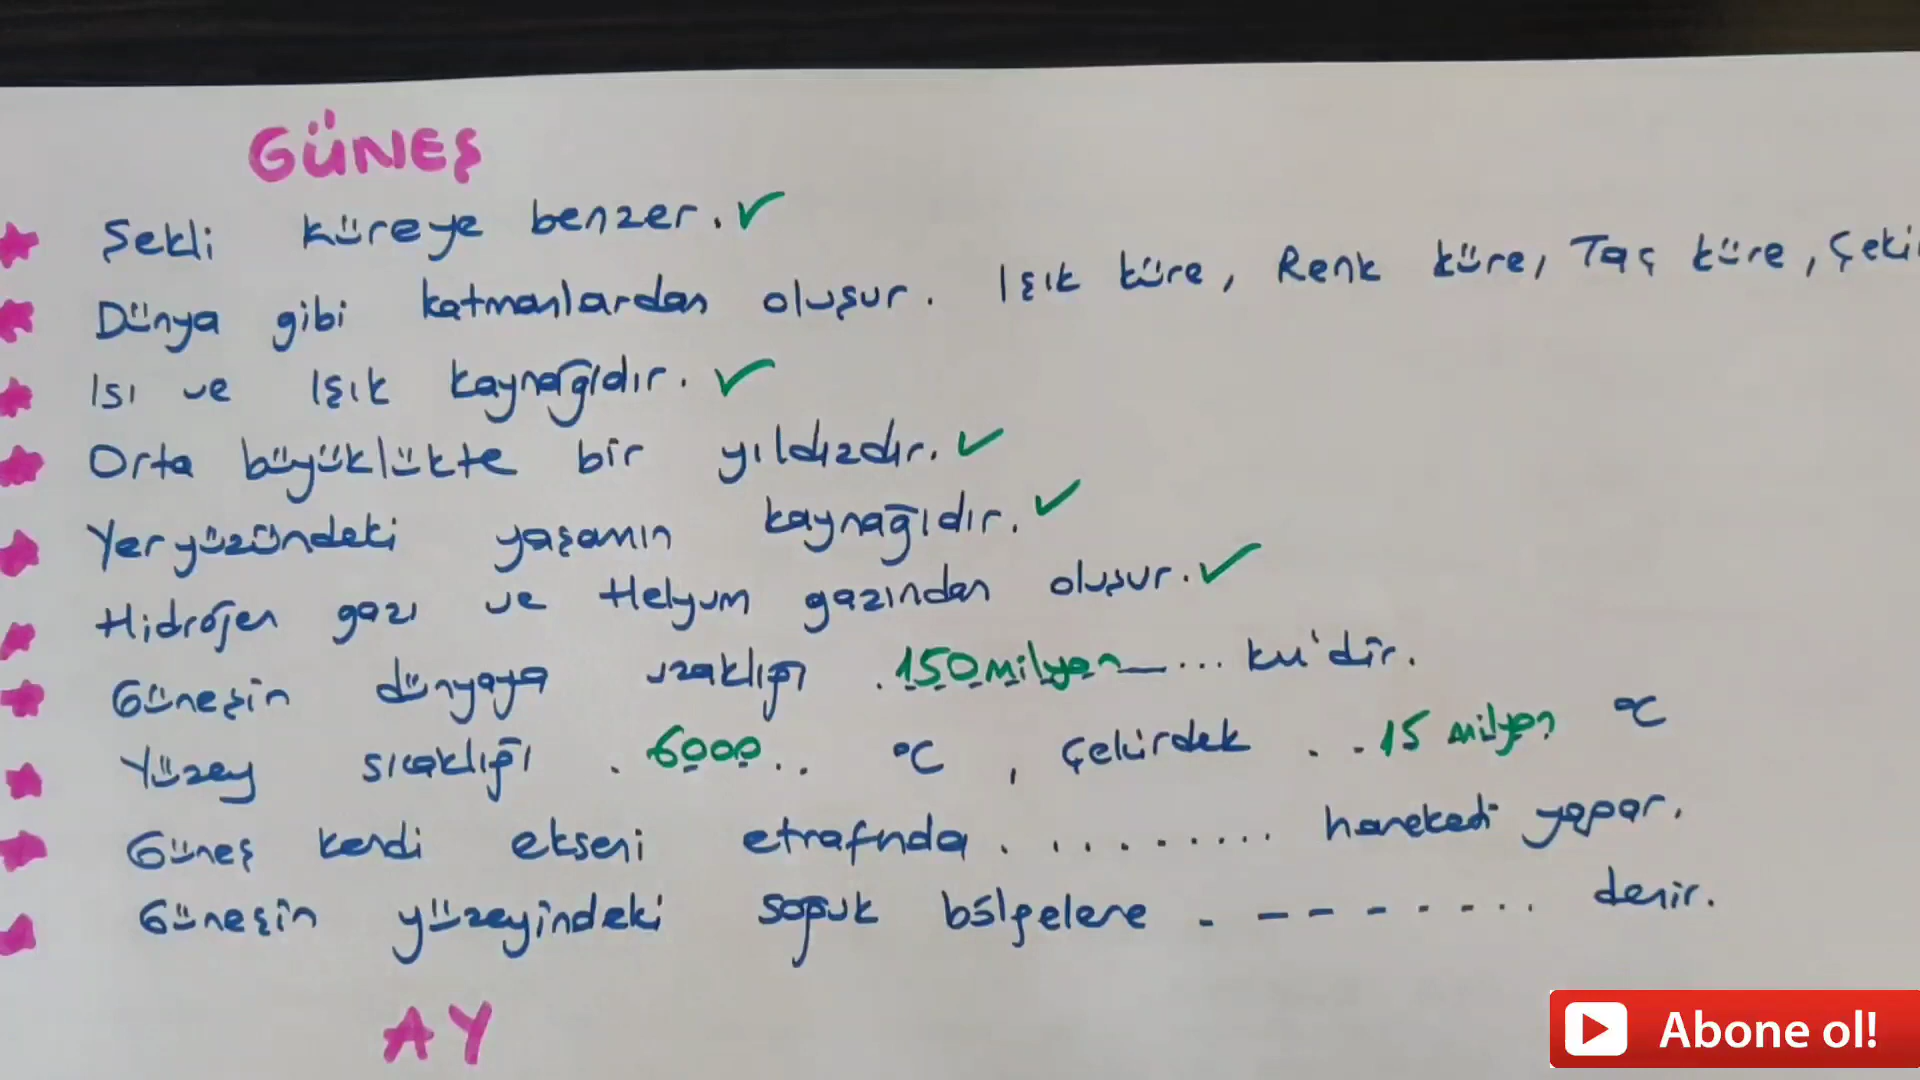 GÜNEŞ
Şekli küreye benzer. ✓
Dünya gibi katmanlardan oluşur. Işık küre, Renk küre, Taç küre, Çeki
Isı ve Işık kaynağıdır. ✓
Orta büyüklükte bir yıldızdır. ✓
Yeryüzündeki yaşamın kaynağıdır. ✓
Hidrojen gazı ve Helyum gazından oluşur. ✓
Güneşin dünyaya uzaklığı .150 milyon... km'dir.
Yüzey sıcaklığı .6000.. °C, Çekirdek ..15 milyon °C
Güneş kendi ekseni etrafında .......... hareketi yapar.
Güneşin yüzeyindeki soğuk bölgelere . - - - - . . . denir.
AY
Abone ol!